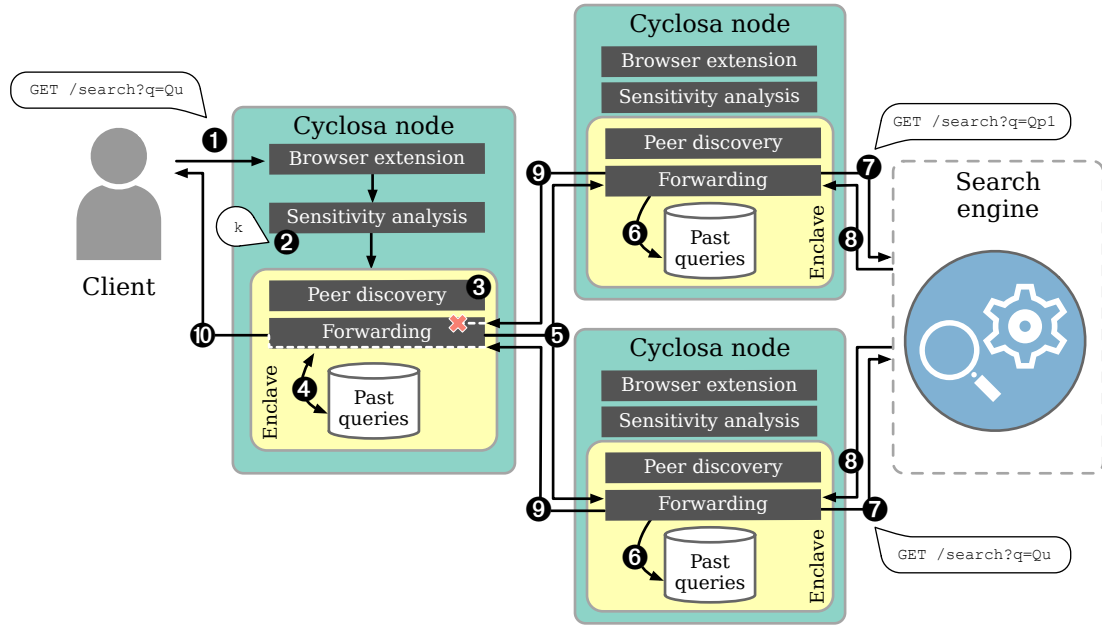 GET /search?q=Qu
1
Client
10
Cyclosa node
Browser extension
Sensitivity analysis
k
2
Peer discovery
3
Forwarding
4
Past
queries
Enclave
5
Cyclosa node
Browser extension
Sensitivity analysis
Peer discovery
Forwarding
6
Past
queries
Enclave
9
7
8
GET /search?q=Qp1
Cyclosa node
Browser extension
Sensitivity analysis
Peer discovery
Forwarding
6
Past
queries
Enclave
9
8
7
GET /search?q=Qu
Search
engine